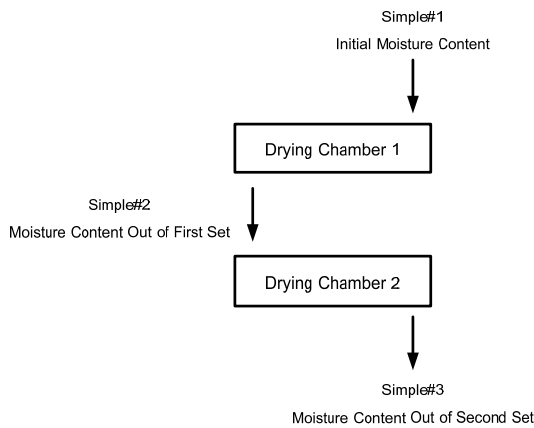 Simple#1
Initial Moisture Content
Drying Chamber 1
Simple#2
Moisture Content Out of First Set
Drying Chamber 2
Simple#3
Moisture Content Out of Second Set